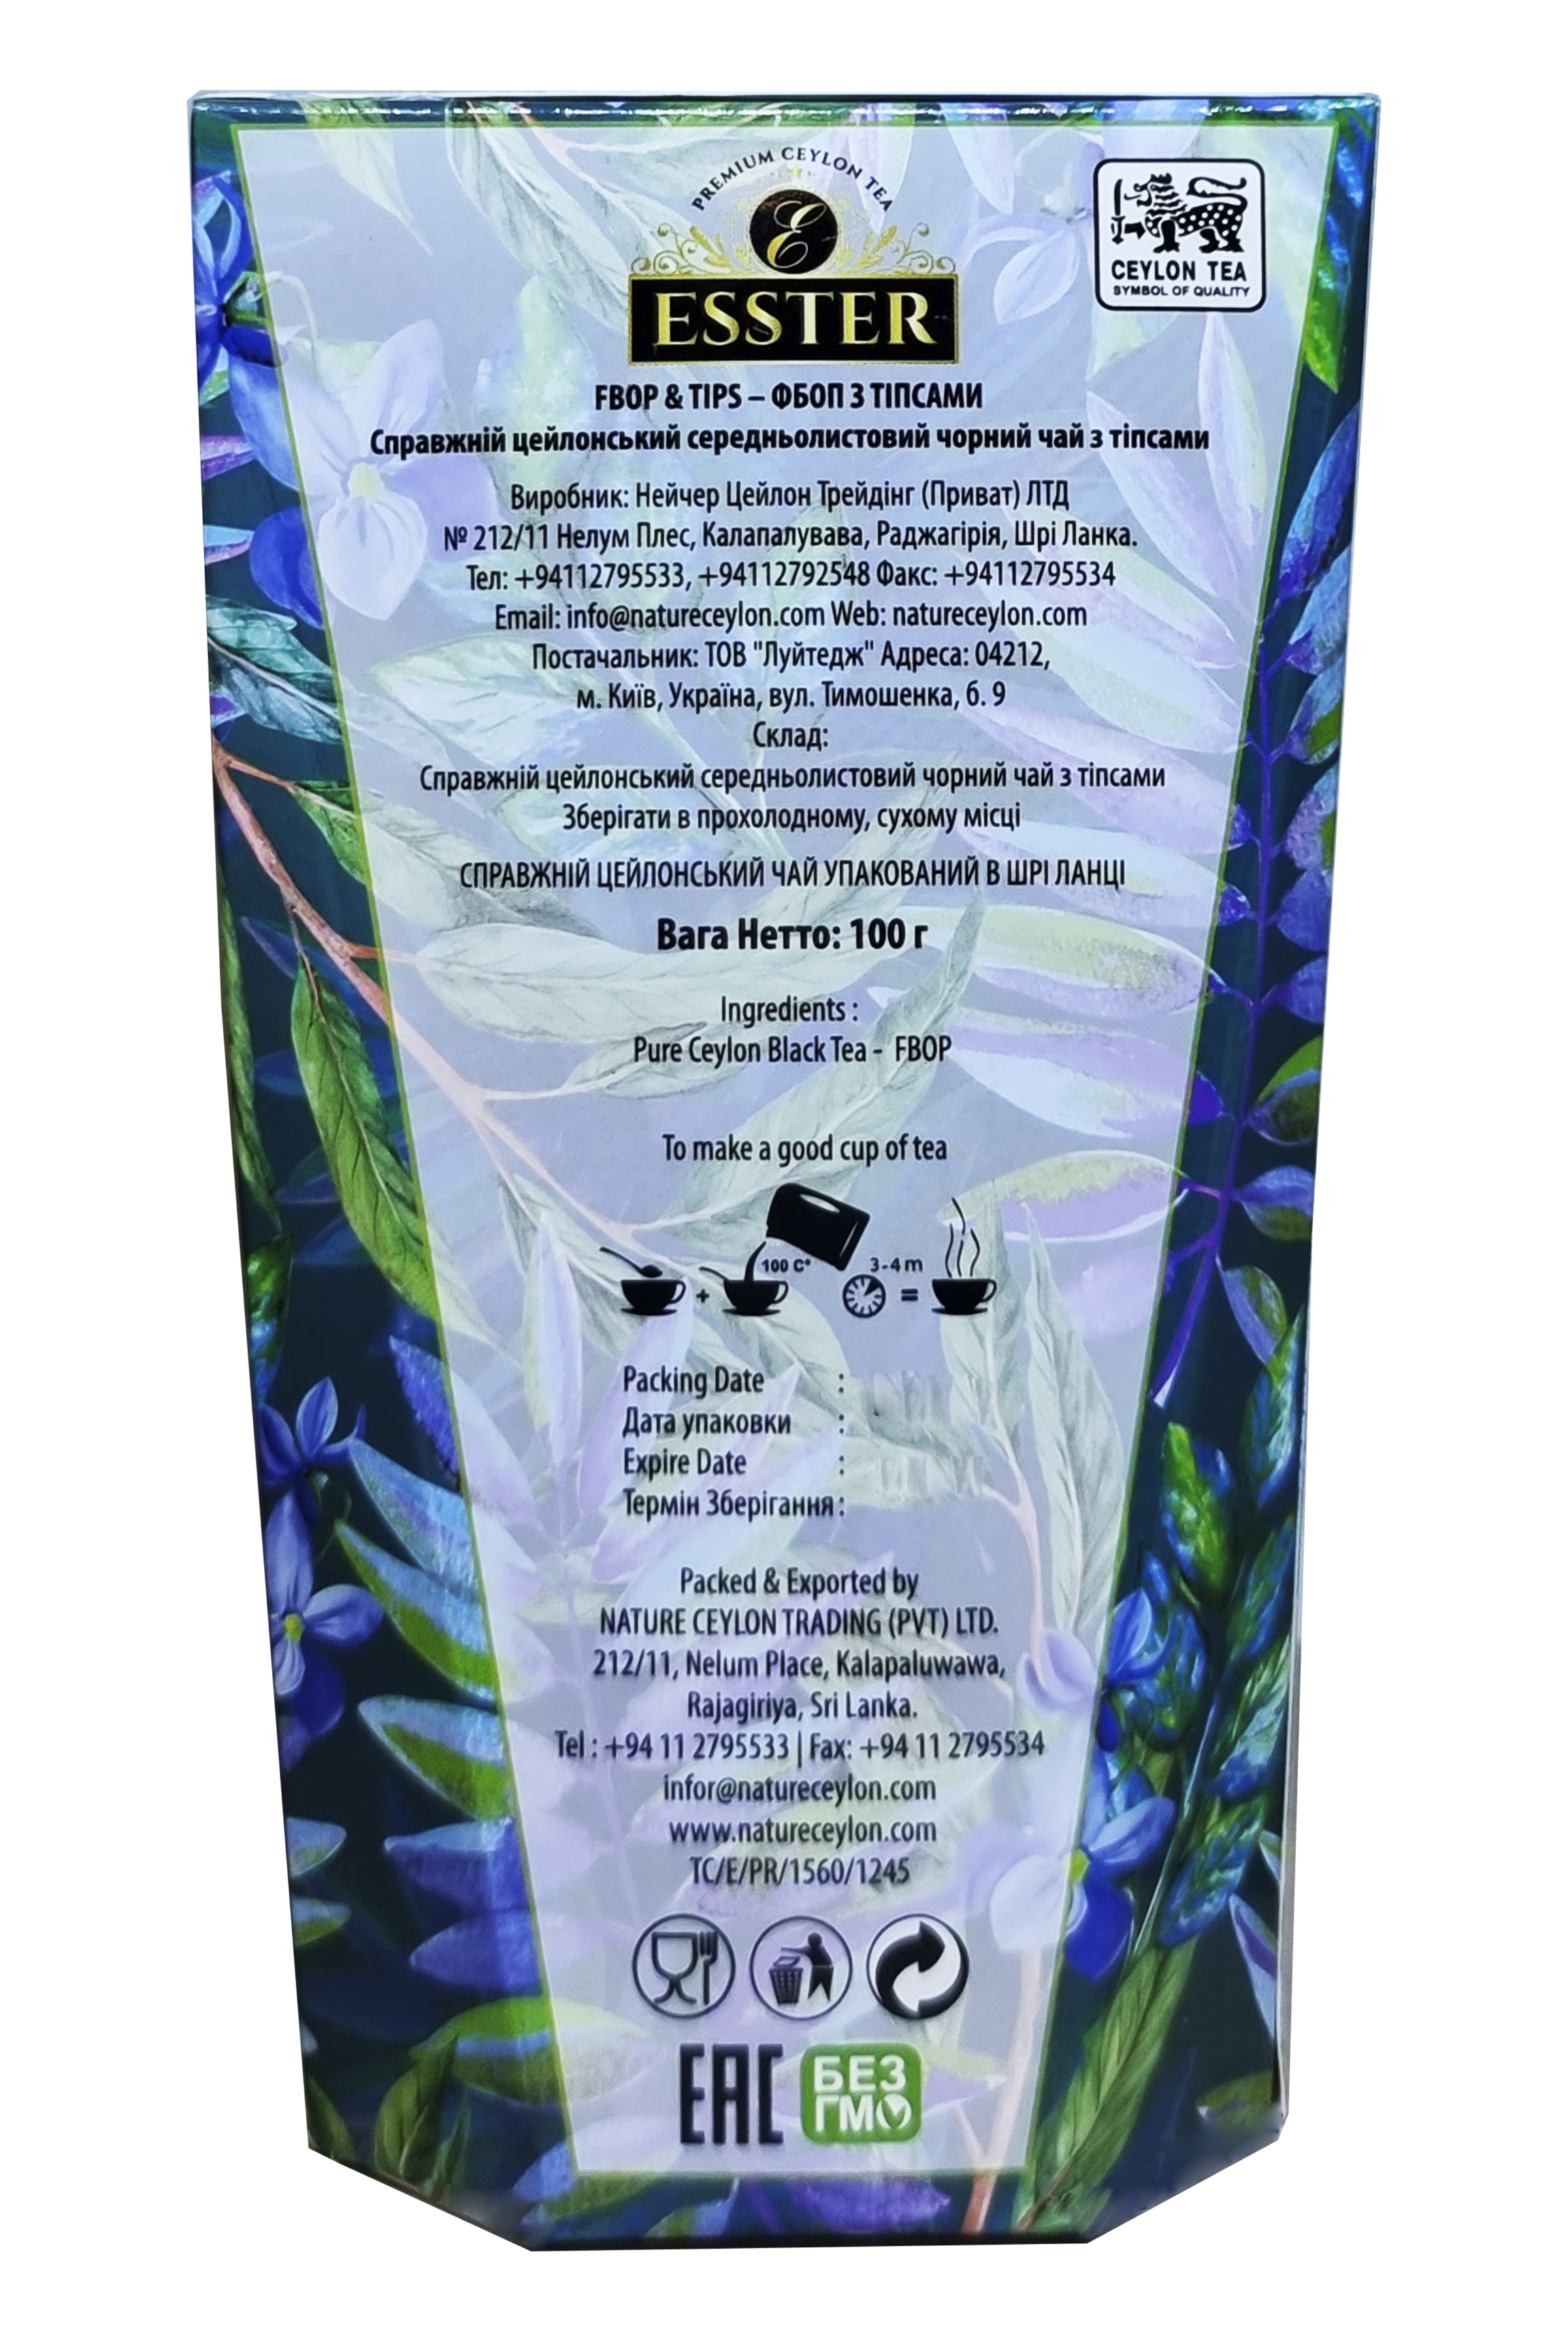 PREMIUM CEYLON TEA
E
ESSTER
CEYLON TEA
SYMBOL OF QUALITY
FBOP & TIPS – ФБОП З ТІПСАМИ
Справжній цейлонський середньолистовий чорний чай з тіпсами
Виробник: Нейчер Цейлон Трейдінг (Приват) ЛТД
№ 212/11 Нелум Плес, Калапалувава, Раджагірія, Шрі Ланка.
Тел: +94112795533, +94112792548 Факс: +94112795534
Email: info@natureceylon.com Web: natureceylon.com
Постачальник: ТОВ "Луйтедж" Адреса: 04212,
м. Київ, Україна, вул. Тимошенка, б. 9
Склад:
Справжній цейлонський середньолистовий чорний чай з тіпсами
Зберігати в прохолодному, сухому місці
СПРАВЖНІЙ ЦЕЙЛОНСЬКИЙ ЧАЙ УПАКОВАНИЙ В ШРІ ЛАНЦІ
Вага Нетто: 100 г
Ingredients :
Pure Ceylon Black Tea - FBOP
To make a good cup of tea
100 C° 3-4 m
+ =
Packing Date :
Дата упаковки :
Expire Date :
Термін Зберігання :
Packed & Exported by
NATURE CEYLON TRADING (PVT) LTD.
212/11, Nelum Place, Kalapaluwawa,
Rajagiriya, Sri Lanka.
Tel : +94 11 2795533 | Fax: +94 11 2795534
infor@natureceylon.com
www.natureceylon.com
TC/E/PR/1560/1245
EAC
БЕЗ
ГМО